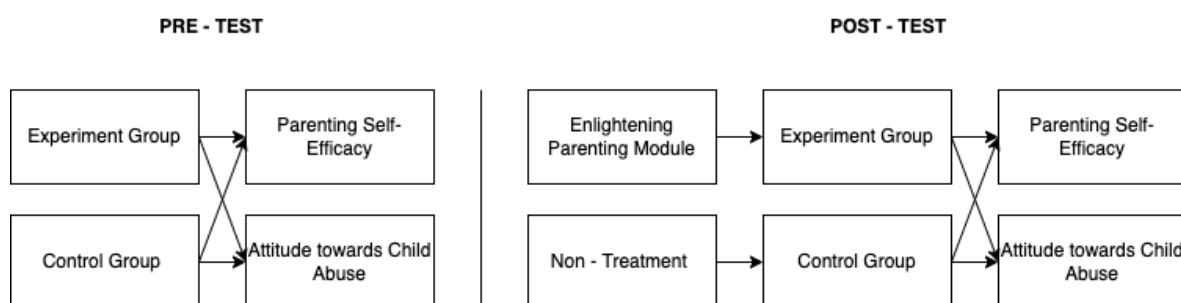 PRE - TEST
POST - TEST
Experiment Group
Parenting Self-
Efficacy
Enlightening
Parenting Module
Experiment Group
Parenting Self-
Efficacy
Control Group
Attitude towards Child
Abuse
Non - Treatment
Control Group
Attitude towards Child
Abuse